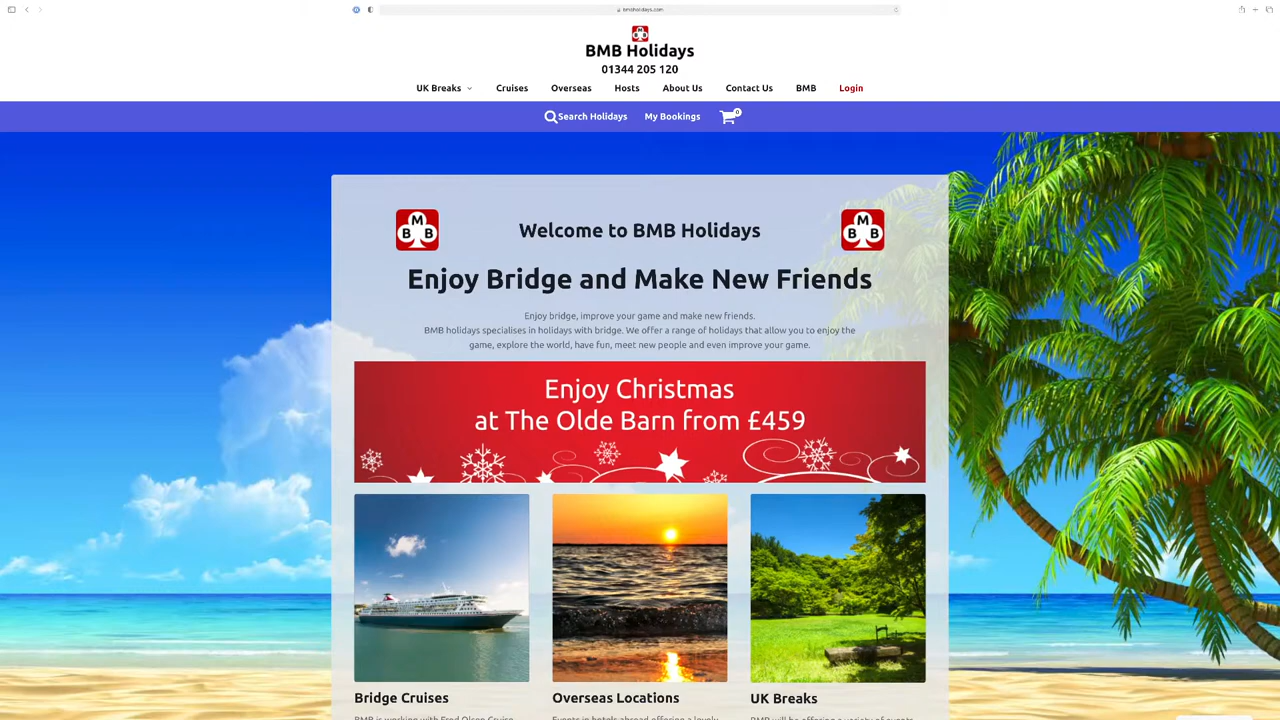 bmbholidays.com
M
B B
BMB Holidays
01344 205 120
UK Breaks Cruises Overseas Hosts About Us Contact Us BMB Login
Search Holidays My Bookings 0
M
B B
Welcome to BMB Holidays
M
B B
Enjoy Bridge and Make New Friends
Enjoy bridge, improve your game and make new friends.
BMB holidays specialises in holidays with bridge. We offer a range of holidays that allow you to enjoy the
game, explore the world, have fun, meet new people and even improve your game.
Enjoy Christmas
at The Olde Barn from £459
Bridge Cruises
Overseas Locations
UK Breaks